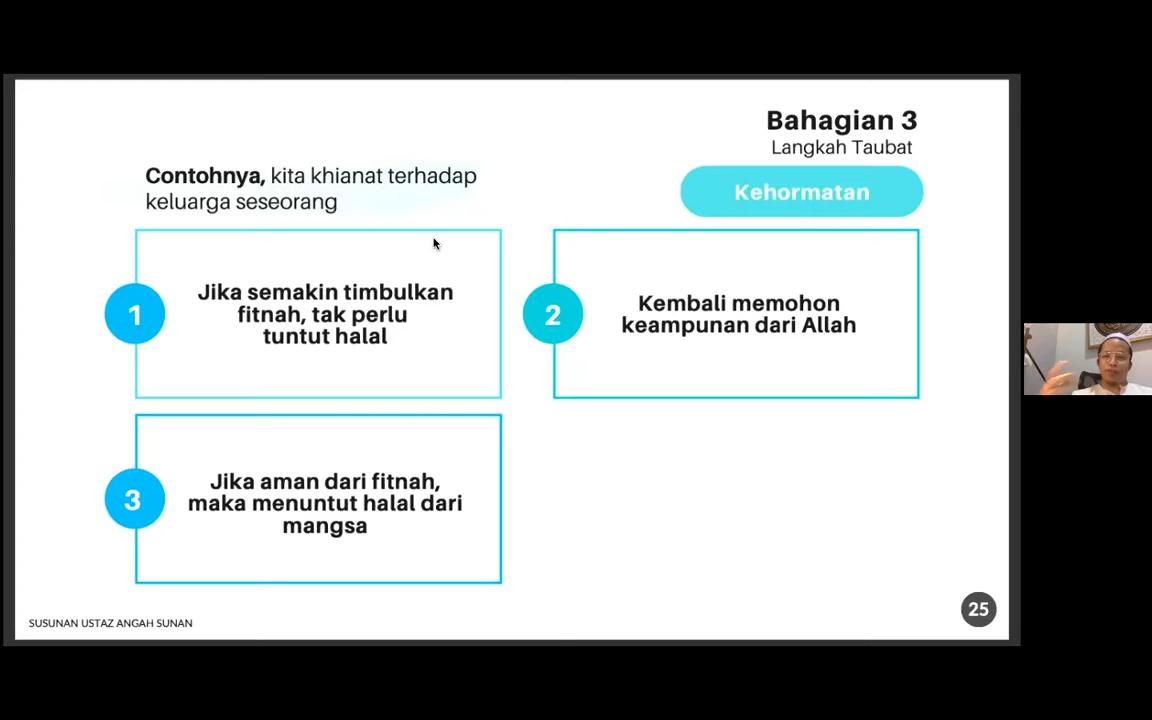 Bahagian 3
Langkah Taubat
Kehormatan
Contohnya, kita khianat terhadap
keluarga seseorang
1
Jika semakin timbulkan
fitnah, tak perlu
tuntut halal
2
Kembali memohon
keampunan dari Allah
3
Jika aman dari fitnah,
maka menuntut halal dari
mangsa
SUSUNAN USTAZ ANGAH SUNAN
25